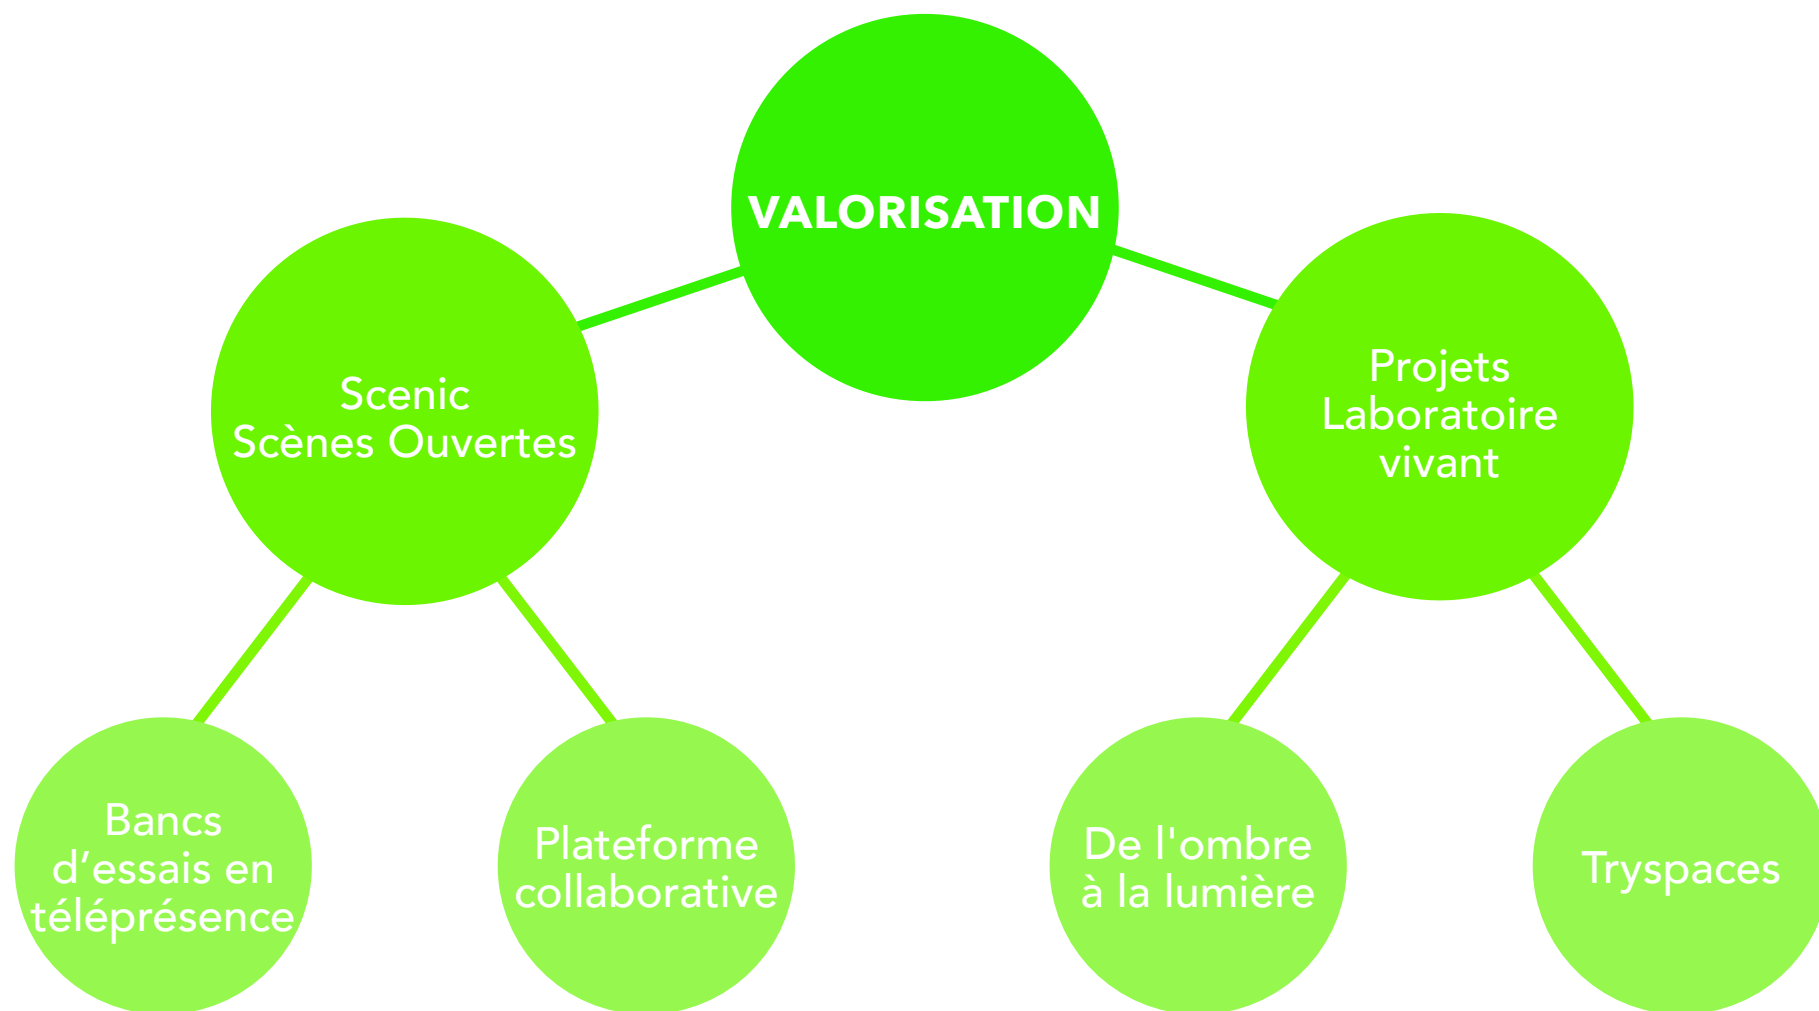 VALORISATION
Scenic
Scènes Ouvertes
Projets
Laboratoire
vivant
Bancs
d’essais en
téléprésence
Plateforme
collaborative
De l'ombre
à la lumière
Tryspaces